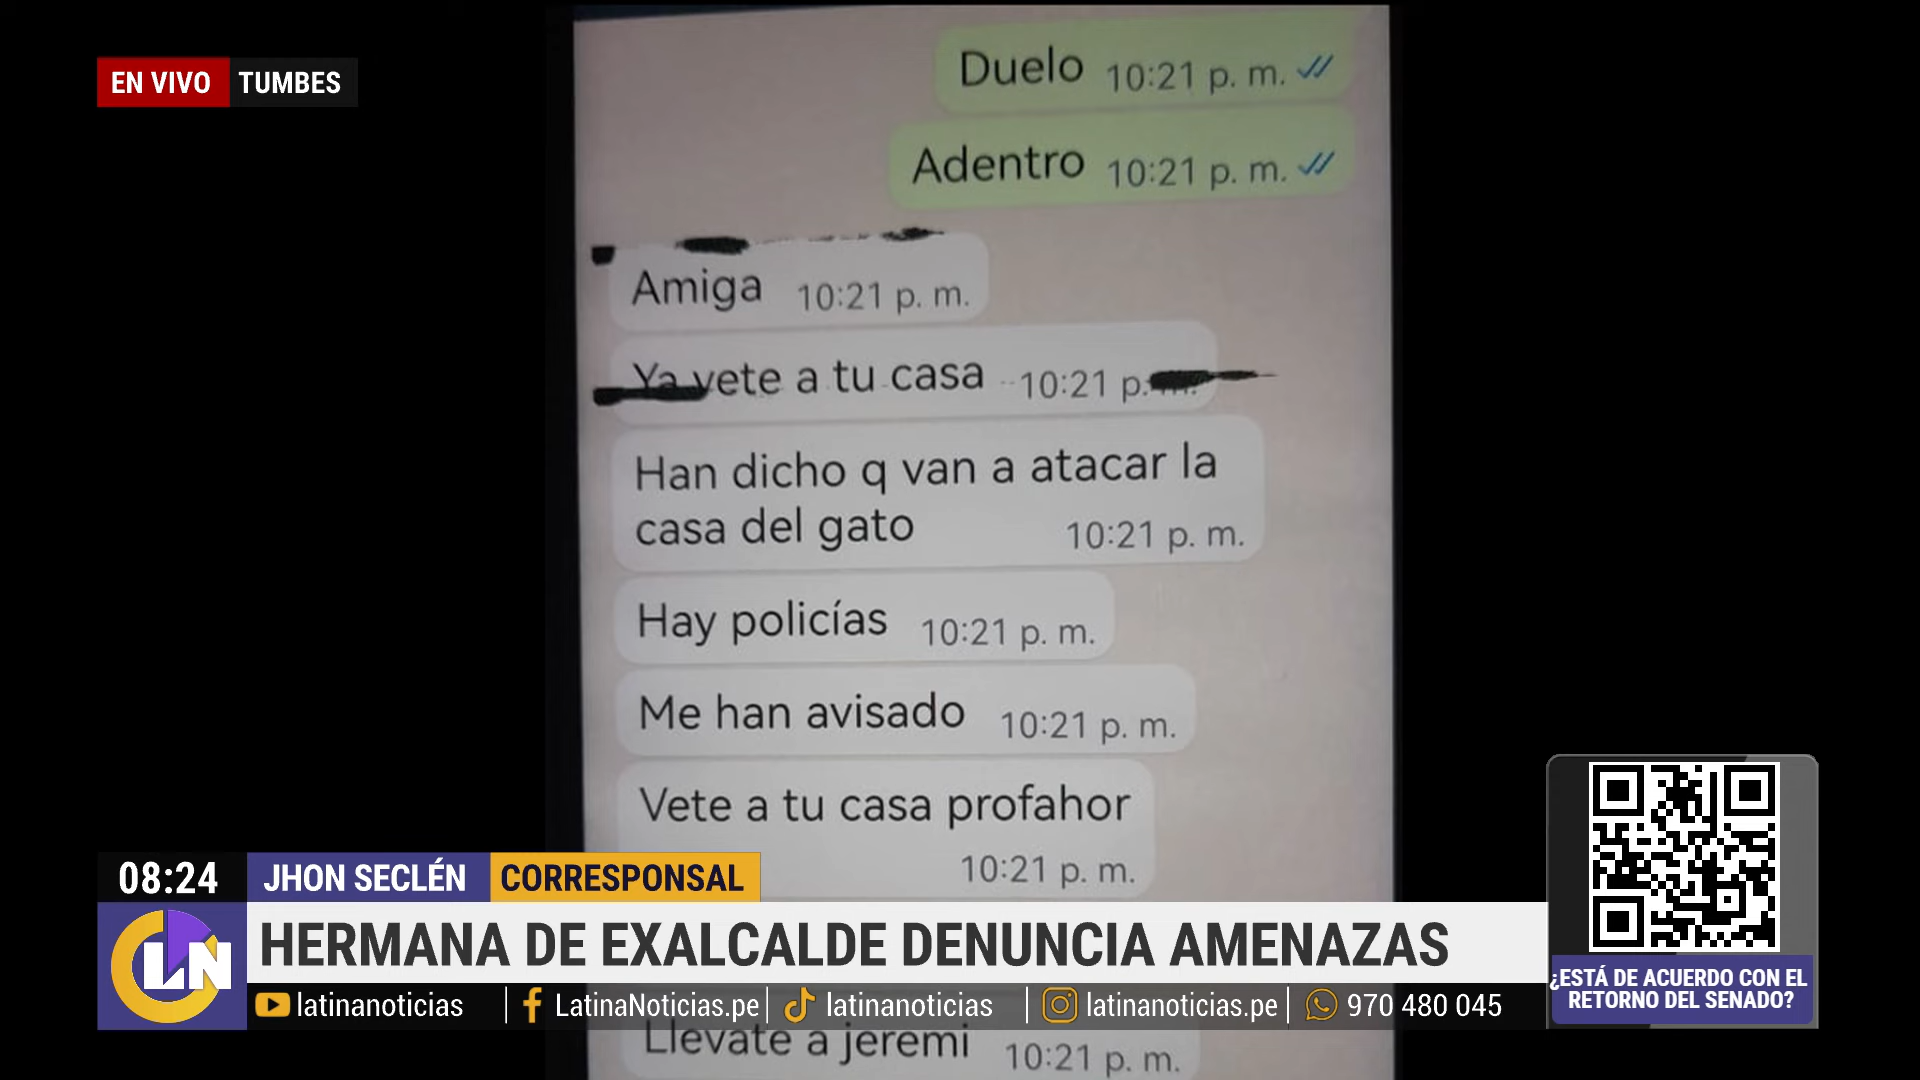 EN VIVO TUMBES
Duelo 10:21 p. m.
Adentro 10:21 p. m.
Amiga 10:21 p. m.
Ya vete a tu casa 10:21 p. m.
Han dicho q van a atacar la
casa del gato 10:21 p. m.
Hay policías 10:21 p. m.
Me han avisado 10:21 p. m.
Vete a tu casa profahor
10:21 p. m.
08:24 JHON SECLÉN CORRESPONSAL
LN
HERMANA DE EXALCALDE DENUNCIA AMENAZAS
latinanoticias | LatinaNoticias.pe | latinanoticias | latinanoticias.pe | 970 480 045
¿ESTÁ DE ACUERDO CON EL
RETORNO DEL SENADO?
Llevate a jeremi 10:21 p. m.